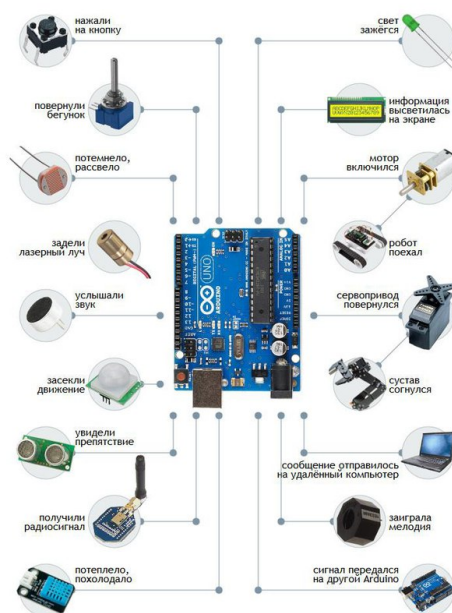 нажали
на кнопку
повернули
бегунок
потемнело,
рассвело
задели
лазерный луч
услышали
звук
засекли
движение
увидели
препятствие
получили
радиосигнал
потеплело,
похолодало
UNO
ARDUINO
свет
зажёгся
информация
высветилась
на экране
мотор
включился
робот
поехал
сервопривод
повернулся
сустав
согнулся
сообщение отправилось
на удалённый компьютер
заиграла
мелодия
сигнал передался
на другой Arduino